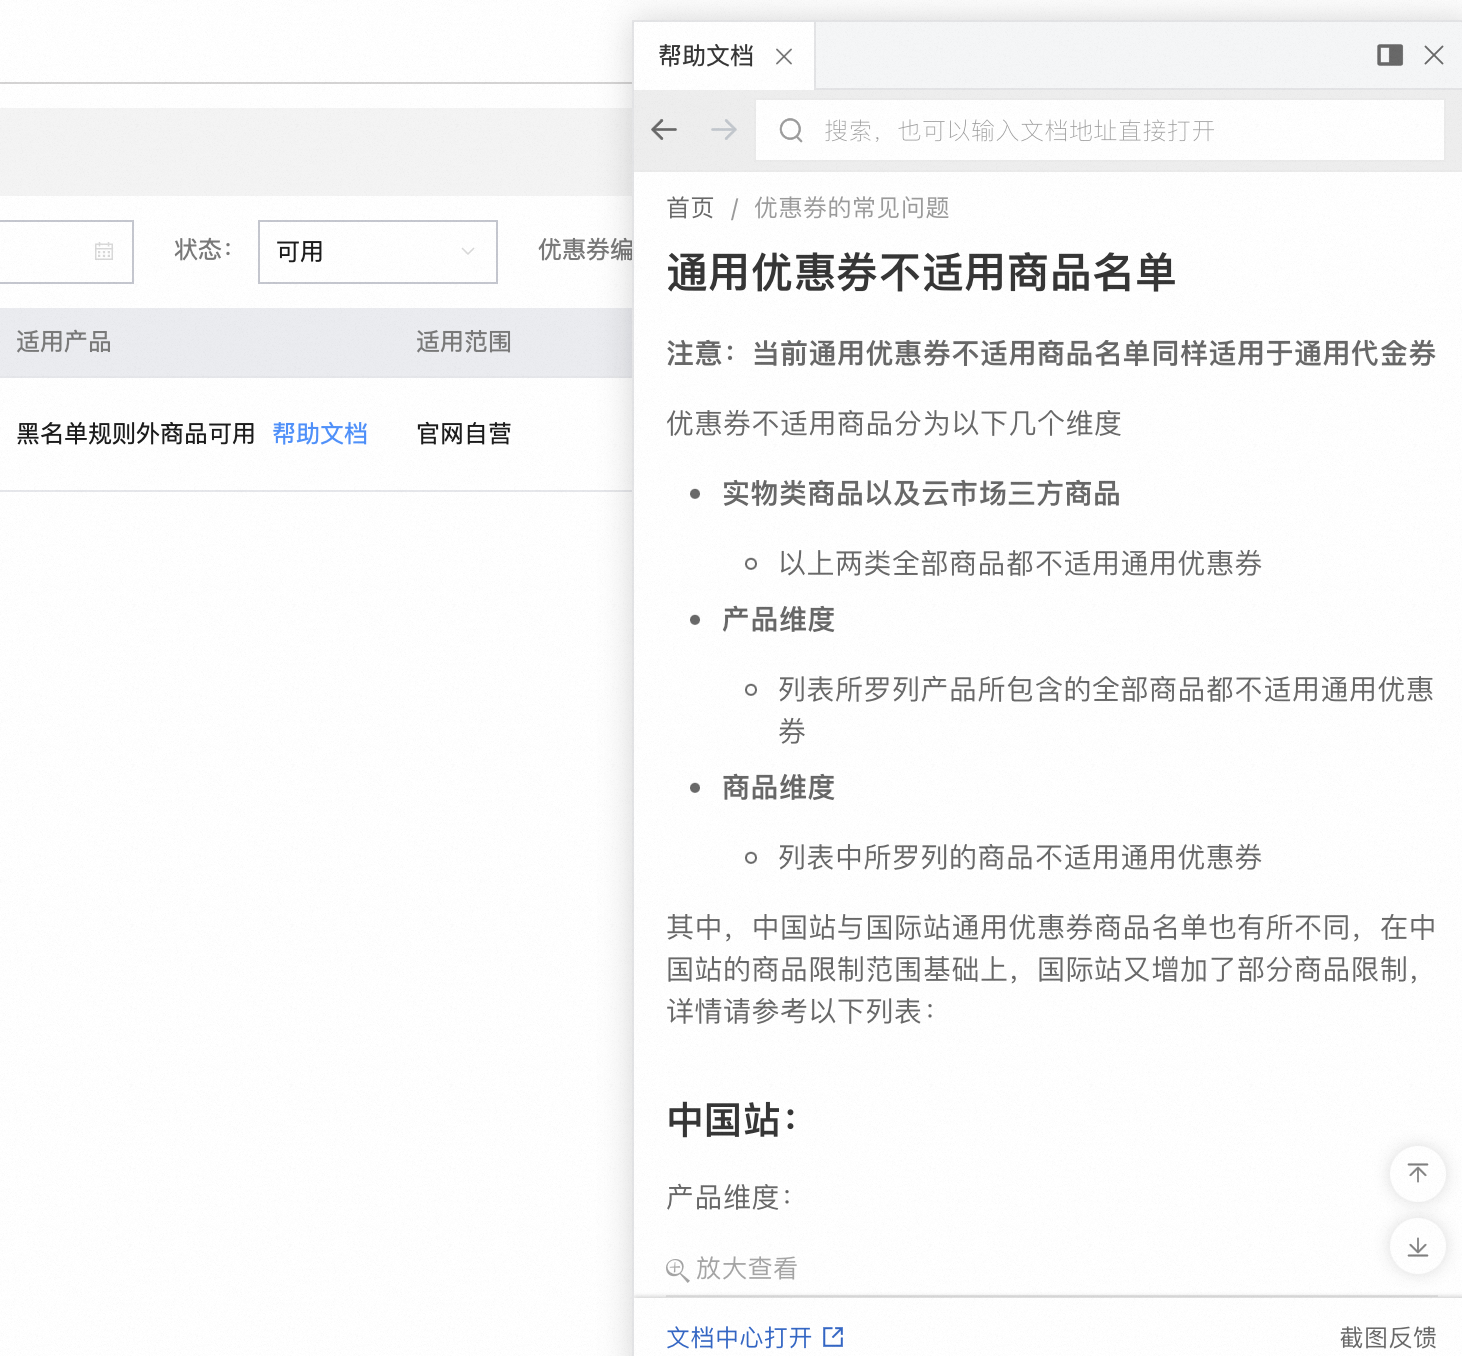 帮助文档
搜索，也可以输入文档地址直接打开
首页 / 优惠券的常见问题
状态：
可用
优惠券编
通用优惠券不适用商品名单
适用产品
适用范围
注意：当前通用优惠券不适用商品名单同样适用于通用代金券
黑名单规则外商品可用 帮助文档
官网自营
优惠券不适用商品分为以下几个维度
实物类商品以及云市场三方商品
以上两类全部商品都不适用通用优惠券
产品维度
列表所罗列产品所包含的全部商品都不适用通用优惠
券
商品维度
列表中所罗列的商品不适用通用优惠券
其中，中国站与国际站通用优惠券商品名单也有所不同，在中
国站的商品限制范围基础上，国际站又增加了部分商品限制，
详情请参考以下列表：
中国站：
产品维度：
放大查看
文档中心打开
截图反馈